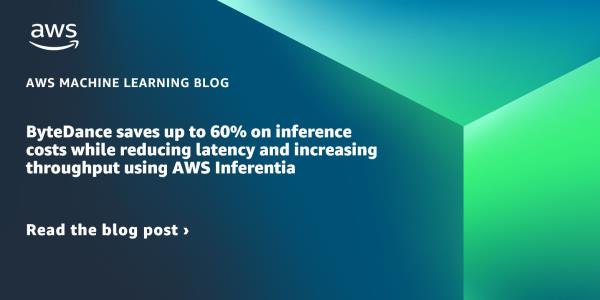 aws
AWS MACHINE LEARNING BLOG
ByteDance saves up to 60% on inference
costs while reducing latency and increasing
throughput using AWS Inferentia
Read the blog post ›